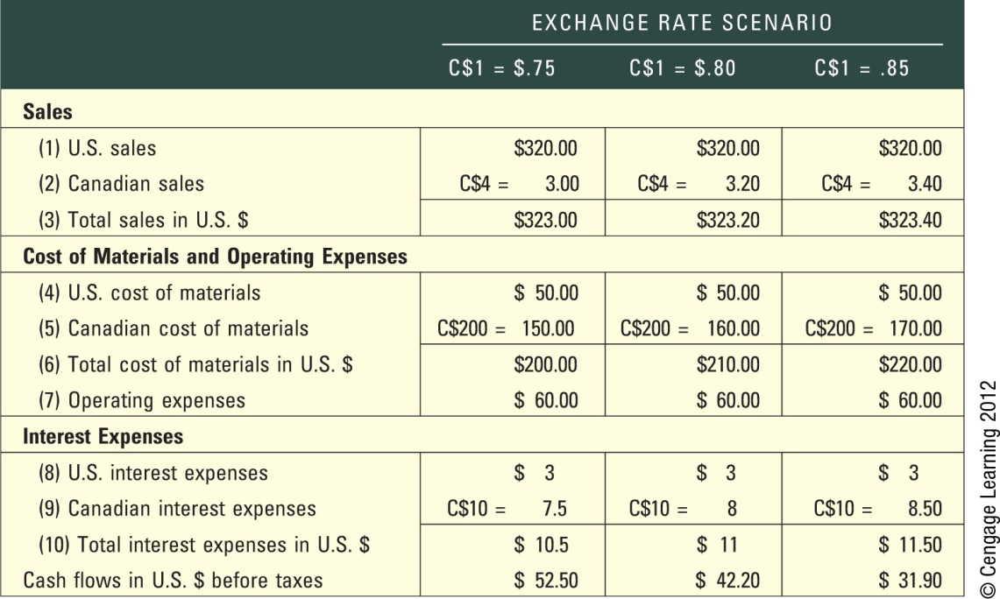 EXCHANGE RATE SCENARIO
C$1 = $.75 C$1 = $.80 C$1 = .85
Sales
(1) U.S. sales $320.00 $320.00 $320.00
(2) Canadian sales C$4 = 3.00 C$4 = 3.20 C$4 = 3.40
(3) Total sales in U.S. $ $323.00 $323.20 $323.40
Cost of Materials and Operating Expenses
(4) U.S. cost of materials $ 50.00 $ 50.00 $ 50.00
(5) Canadian cost of materials C$200 = 150.00 C$200 = 160.00 C$200 = 170.00
(6) Total cost of materials in U.S. $ $200.00 $210.00 $220.00
(7) Operating expenses $ 60.00 $ 60.00 $ 60.00
Interest Expenses
(8) U.S. interest expenses $ 3 $ 3 $ 3
(9) Canadian interest expenses C$10 = 7.5 C$10 = 8 C$10 = 8.50
(10) Total interest expenses in U.S. $ $ 10.5 $ 11 $ 11.50
Cash flows in U.S. $ before taxes $ 52.50 $ 42.20 $ 31.90
© Cengage Learning 2012